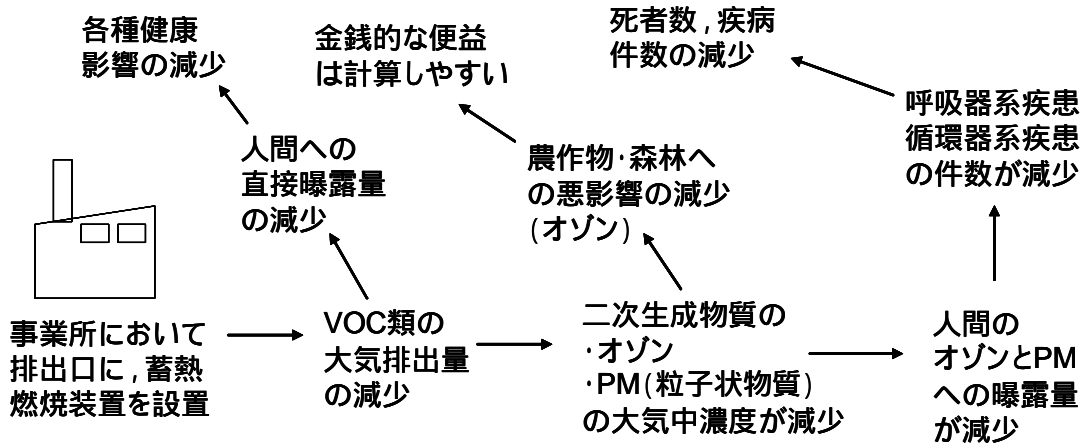 各種健康
影響の減少
金銭的な便益
は計算しやすい
死者数,疾病
件数の減少
人間への
直接曝露量
の減少
農作物・森林へ
の悪影響の減少
(オゾン)
呼吸器系疾患
循環器系疾患
の件数が減少
事業所において
排出口に,蓄熱
燃焼装置を設置
VOC類の
大気排出量
の減少
二次生成物質の
・オゾン
・PM(粒子状物質)
の大気中濃度が減少
人間の
オゾンとPM
への曝露量
が減少